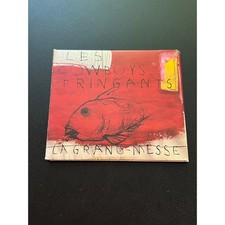 LES
COWBOYS
FRINGANTS
LA GRAND-MESSE